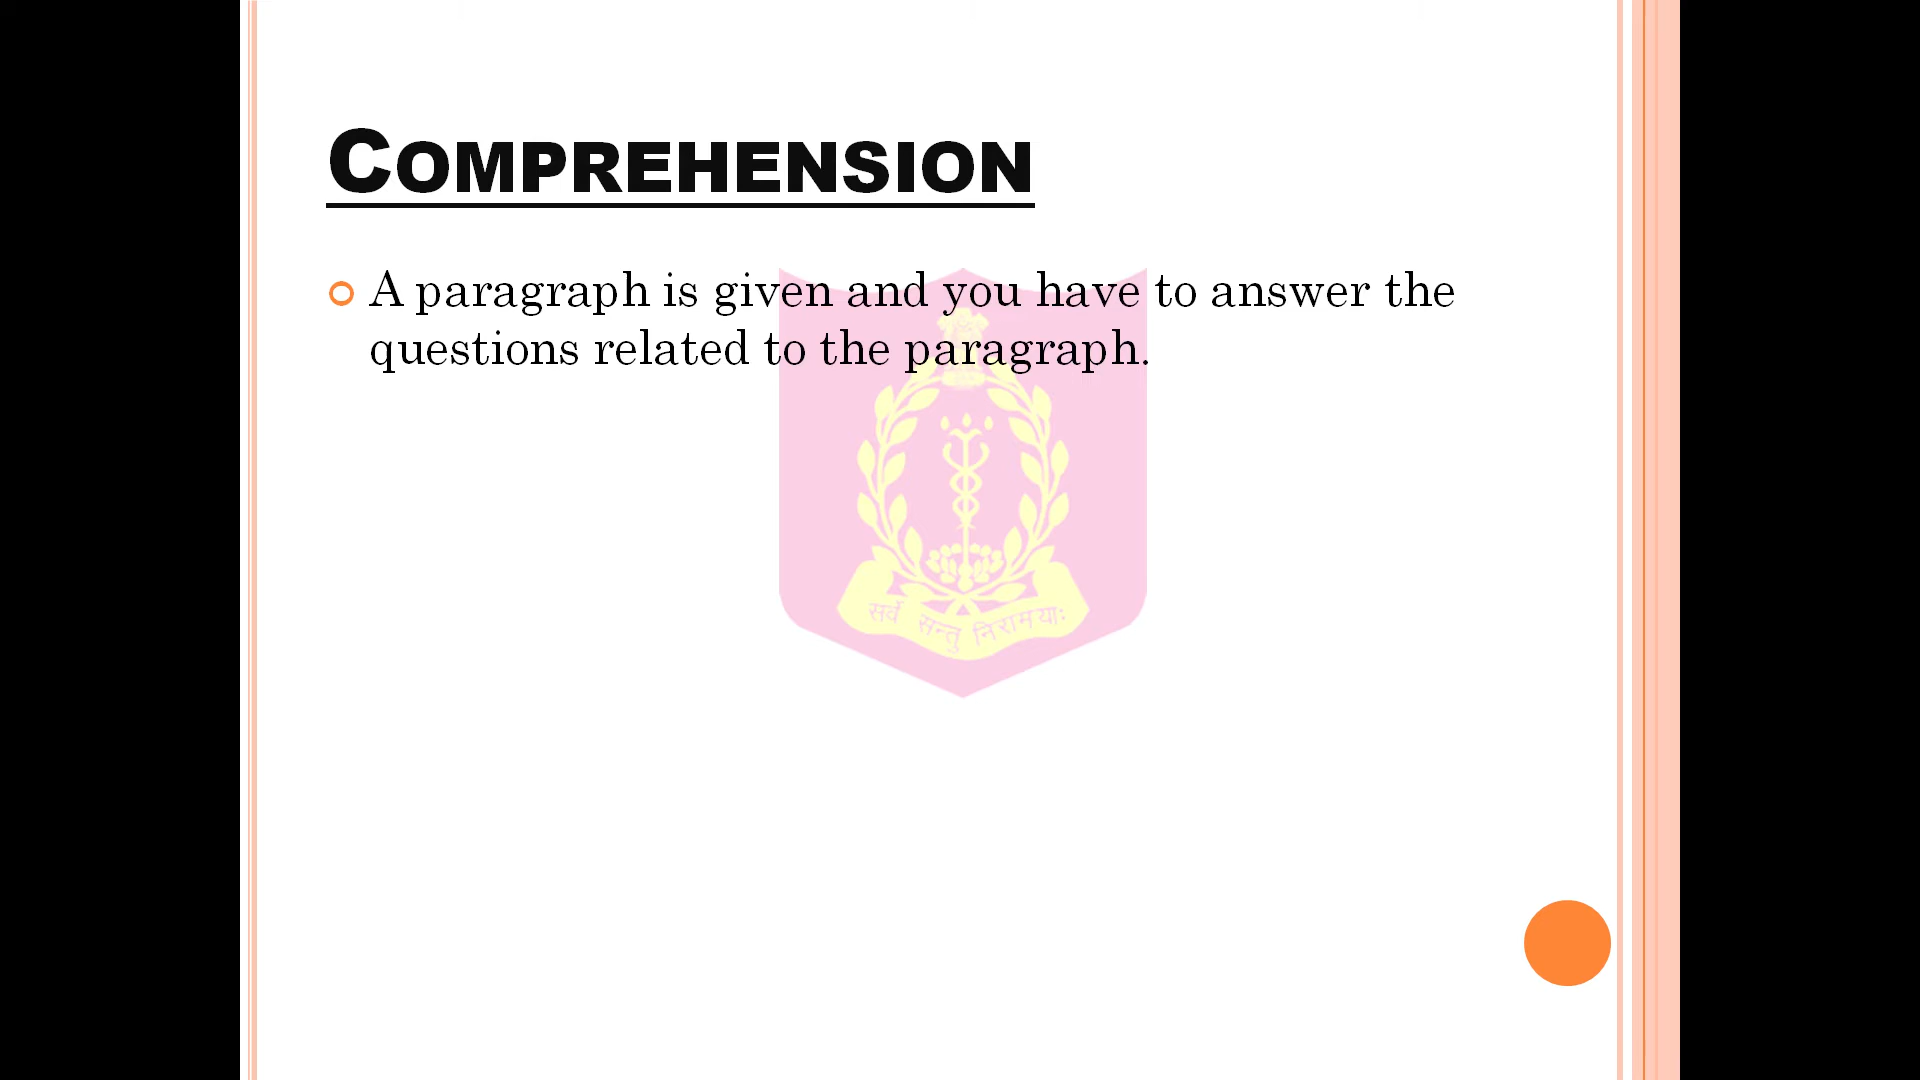 COMPREHENSION
A paragraph is given and you have to answer the
questions related to the paragraph.
सर्वे सन्तु निरामयाः